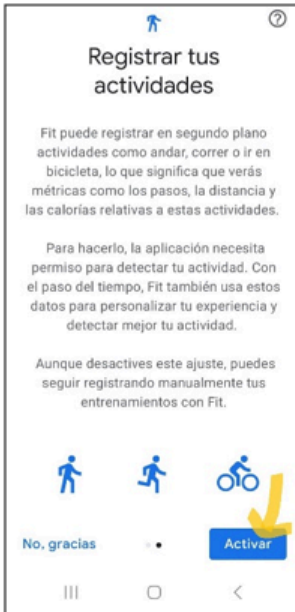 Registrar tus
actividades
Fit puede registrar en segundo plano
actividades como andar, correr o ir en
bicicleta, lo que significa que verás
métricas como los pasos, la distancia y
las calorías relativas a estas actividades.
Para hacerlo, la aplicación necesita
permiso para detectar tu actividad. Con
el paso del tiempo, Fit también usa estos
datos para personalizar tu experiencia y
detectar mejor tu actividad.
Aunque desactives este ajuste, puedes
seguir registrando manualmente tus
entrenamientos con Fit.
No, gracias
Activar